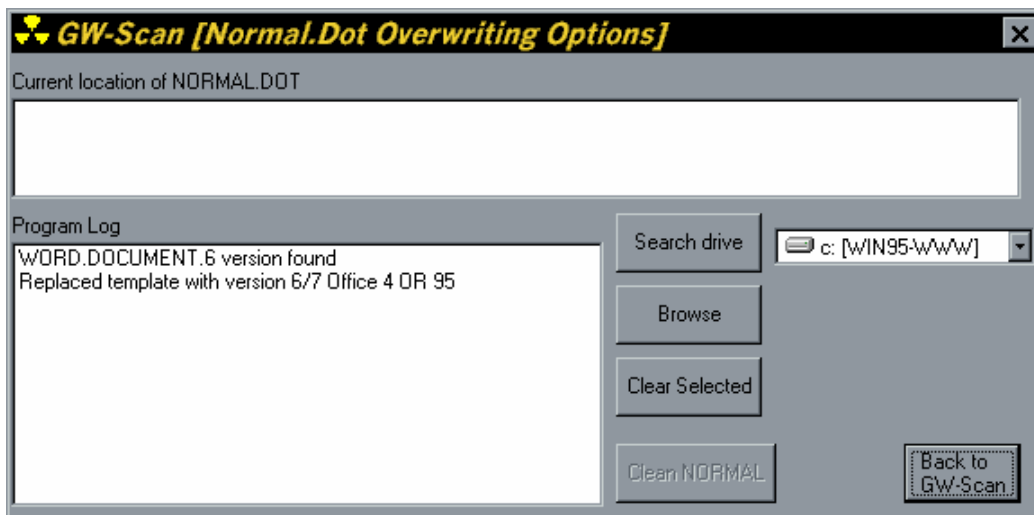 GW-Scan [Normal.Dot Overwriting Options]
Current location of NORMAL.DOT
Program Log
WORD.DOCUMENT.6 version found
Replaced template with version 6/7 Office 4 OR 95
Search drive
c: [WIN95-WWW]
Browse
Clear Selected
Clean NORMAL
Back to
GW-Scan